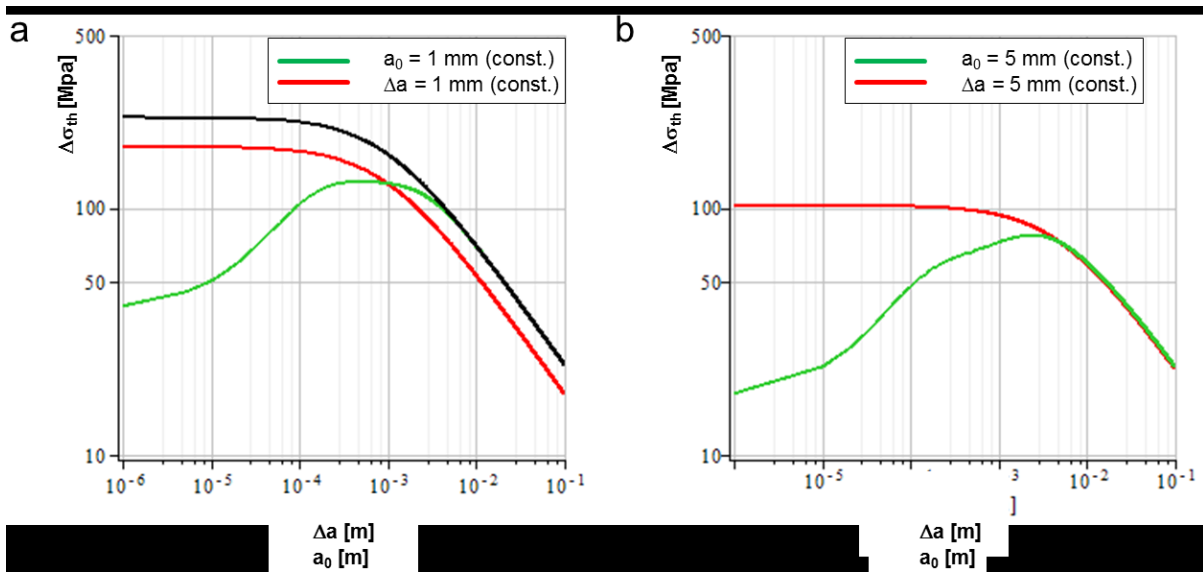 a
500
a₀ = 1 mm (const.)
Δa = 1 mm (const.)
Δσth [Mpa]
100
50
10
10⁻⁶
10⁻⁵
10⁻⁴
10⁻³
10⁻²
10⁻¹
Δa [m]
a₀ [m]
b
500
a₀ = 5 mm (const.)
Δa = 5 mm (const.)
Δσth [Mpa]
100
50
10
10⁻⁵
3
10⁻²
10⁻¹
]
Δa [m]
a₀ [m]